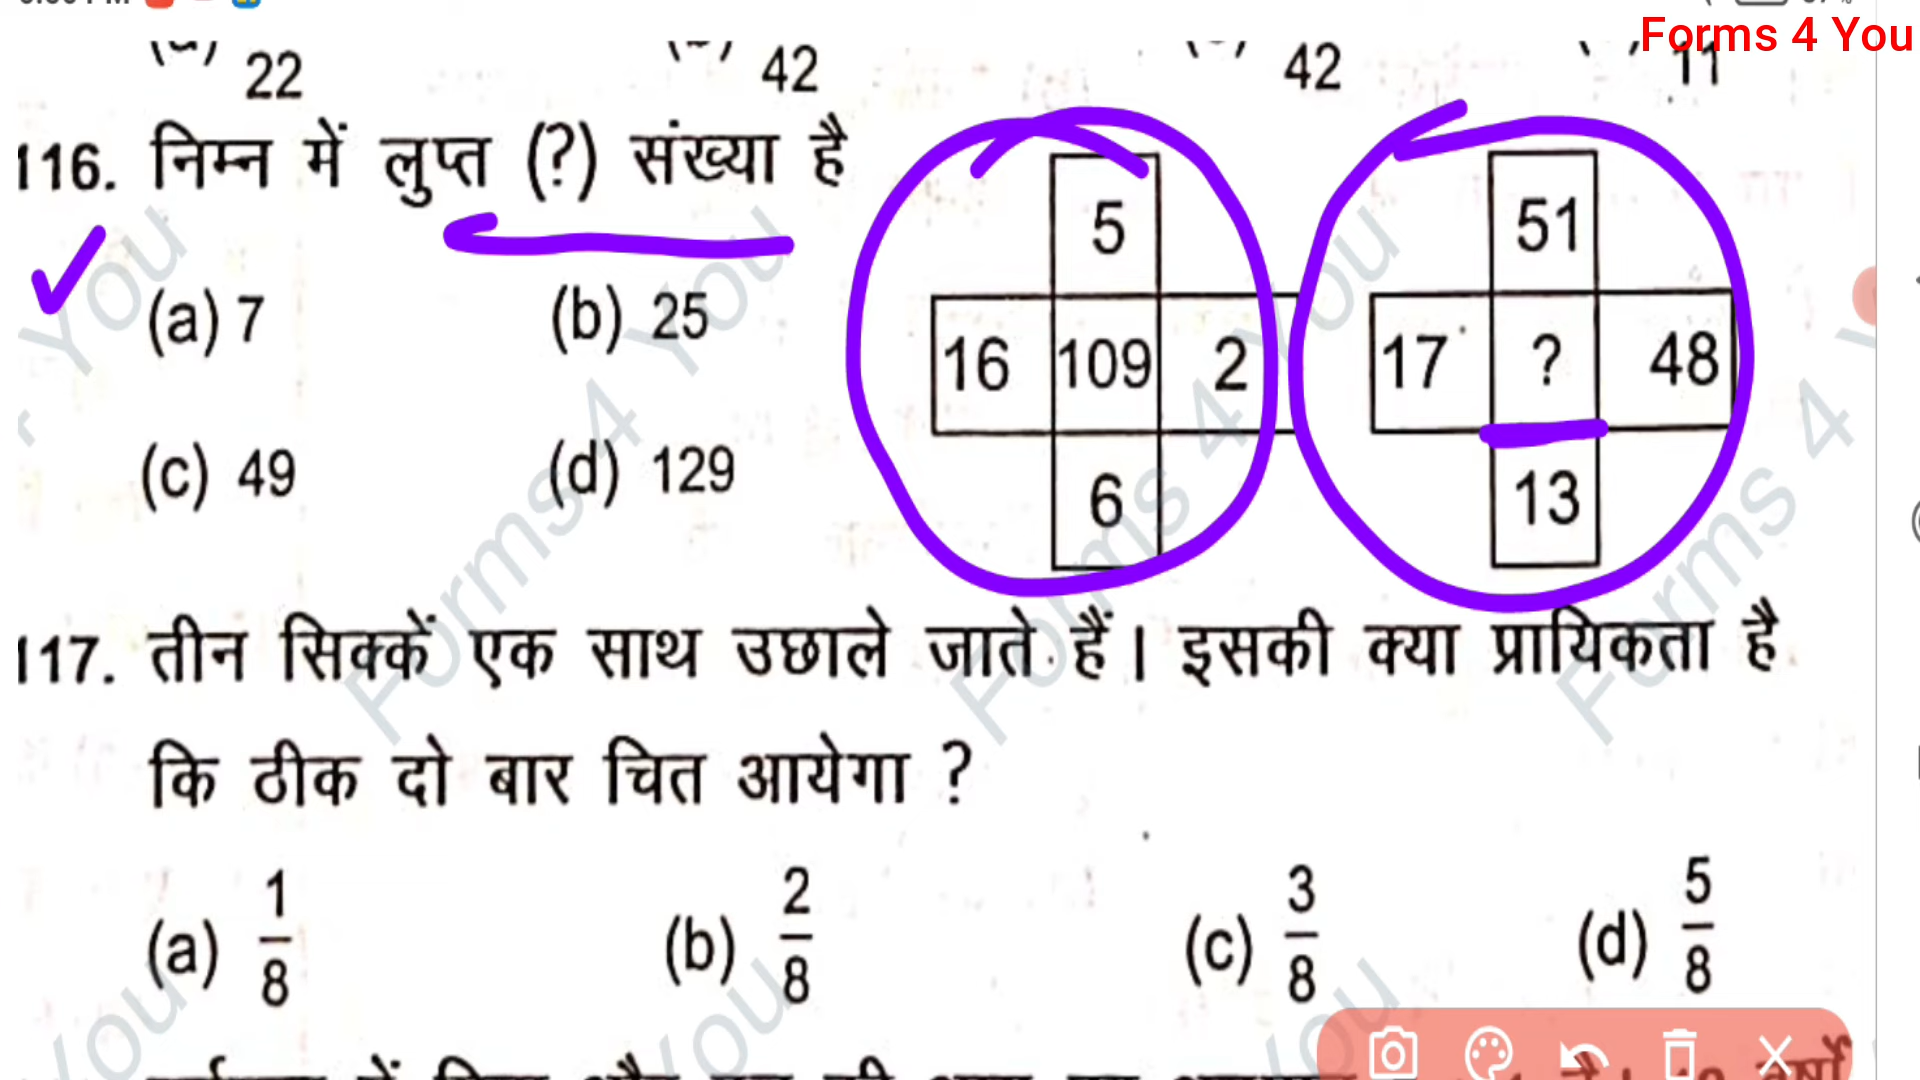 Forms 4 You
22 42 42 11
116. निम्न में लुप्त (?) संख्या है
(a) 7 (b) 25
(c) 49 (d) 129
5
16 109 2
6
51
17 ? 48
13
117. तीन सिक्कें एक साथ उछाले जाते हैं। इसकी क्या प्रायिकता है
कि ठीक दो बार चित आयेगा ?
(a) 1/8 (b) 2/8 (c) 3/8 (d) 5/8